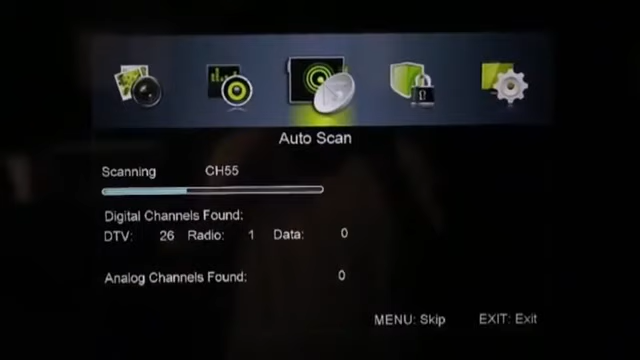 Auto Scan
Scanning CH55
Digital Channels Found:
DTV: 26 Radio: 1 Data: 0
Analog Channels Found: 0
MENU: Skip EXIT: Exit